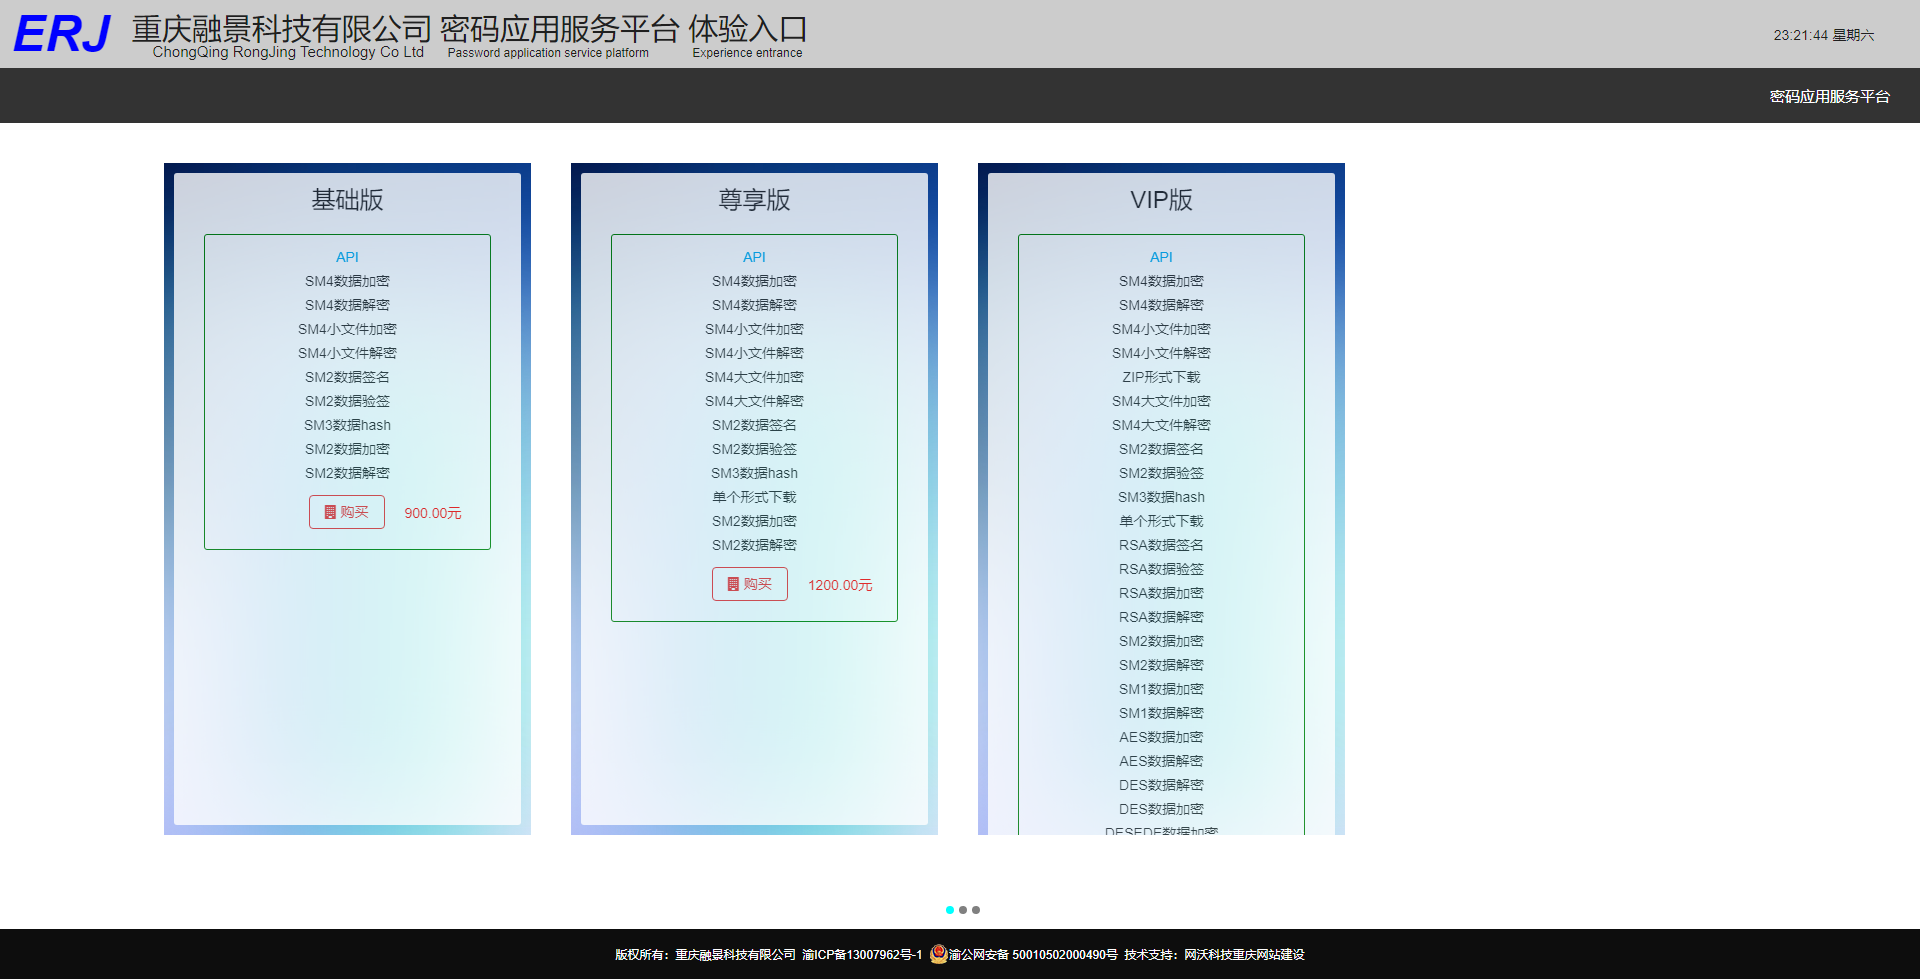 ERJ
重庆融景科技有限公司 密码应用服务平台 体验入口
ChongQing RongJing Technology Co Ltd Password application service platform Experience entrance
23:21:44 星期六
密码应用服务平台
基础版
API
SM4数据加密
SM4数据解密
SM4小文件加密
SM4小文件解密
SM2数据签名
SM2数据验签
SM3数据hash
SM2数据加密
SM2数据解密
购买 900.00元
尊享版
API
SM4数据加密
SM4数据解密
SM4小文件加密
SM4小文件解密
SM4大文件加密
SM4大文件解密
SM2数据签名
SM2数据验签
SM3数据hash
单个形式下载
SM2数据加密
SM2数据解密
购买 1200.00元
VIP版
API
SM4数据加密
SM4数据解密
SM4小文件加密
SM4小文件解密
ZIP形式下载
SM4大文件加密
SM4大文件解密
SM2数据签名
SM2数据验签
SM3数据hash
单个形式下载
RSA数据签名
RSA数据验签
RSA数据加密
RSA数据解密
SM2数据加密
SM2数据解密
SM1数据加密
SM1数据解密
AES数据加密
AES数据解密
DES数据解密
DES数据加密
DESEDE数据加密
版权所有：重庆融景科技有限公司 渝ICP备13007962号-1 渝公网安备 50010502000490号 技术支持：网沃科技重庆网站建设